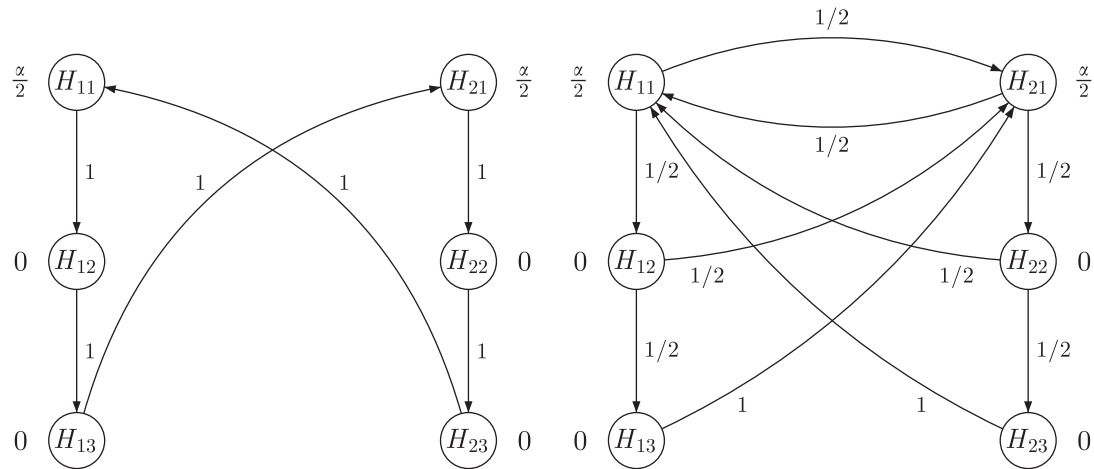 1/2
α/2 H₁₁ H₂₁ α/2 α/2 H₁₁ H₂₁ α/2
1/2
1 1 1 1 1/2 1/2
0 H₁₂ H₂₂ 0 0 H₁₂ H₂₂ 0
1/2 1/2
1 1 1/2 1/2
1 1
0 H₁₃ H₂₃ 0 0 H₁₃ H₂₃ 0